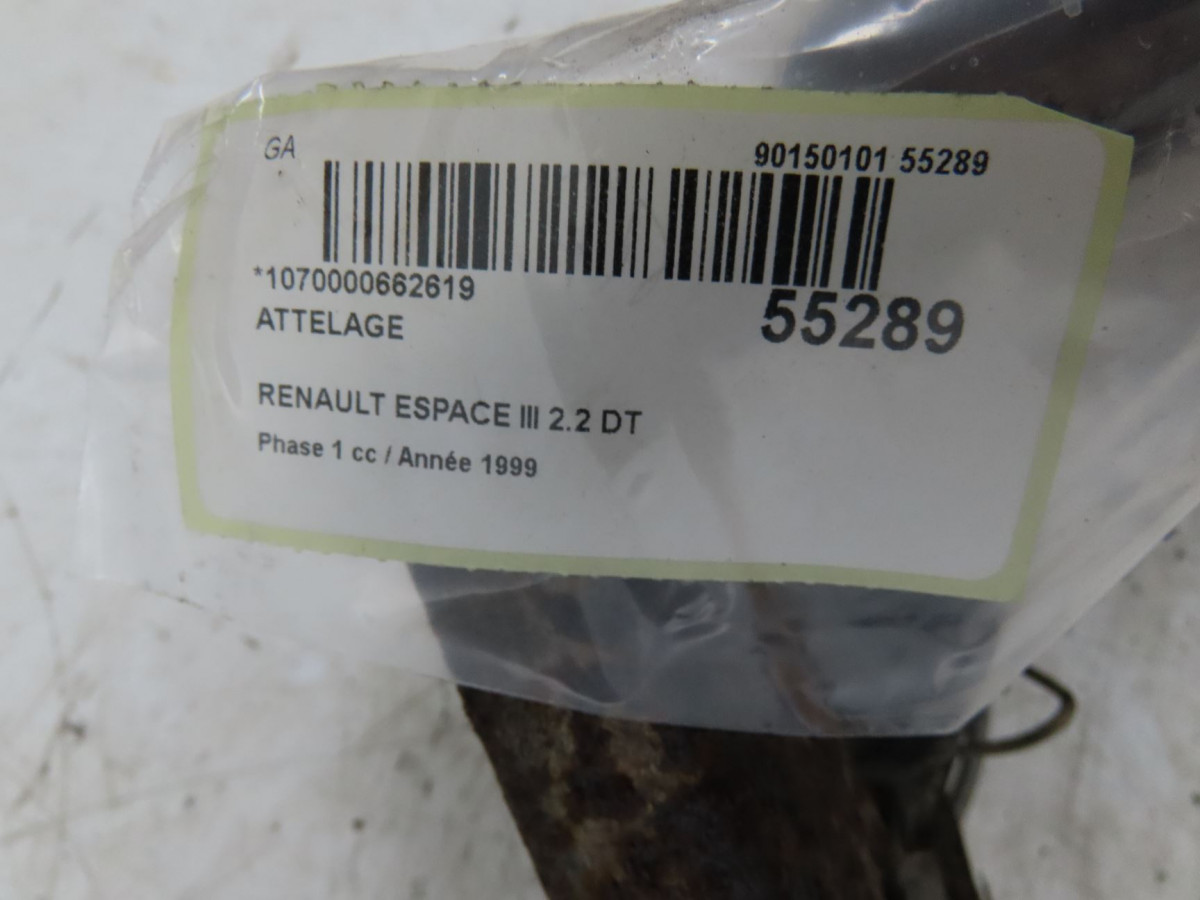 GA
90150101 55289
*1070000662619
55289
ATTELAGE
RENAULT ESPACE III 2.2 DT
Phase 1 cc / Année 1999